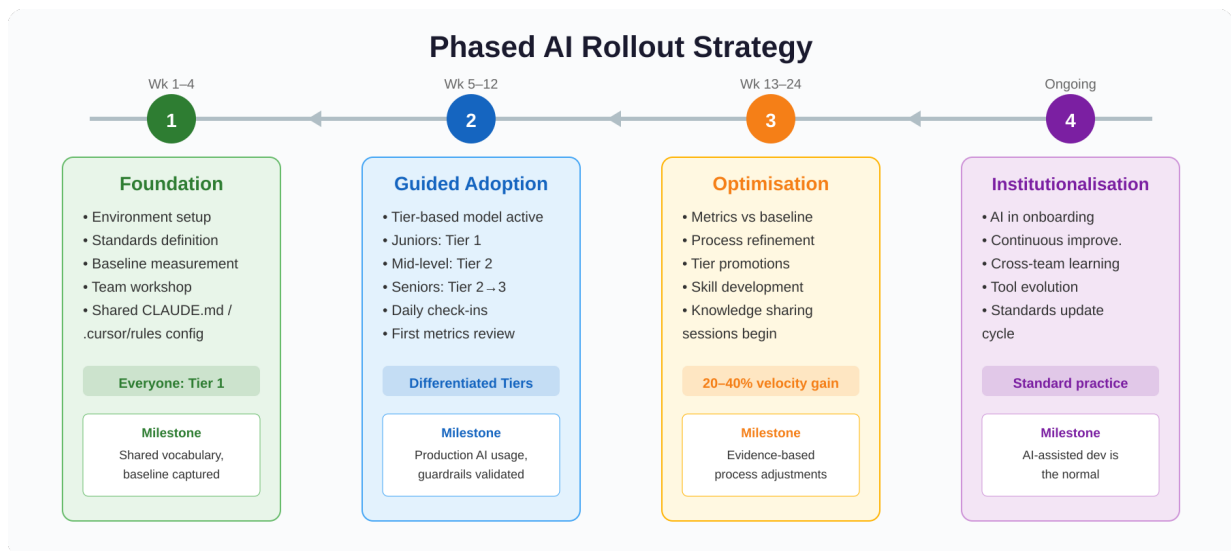 Phased AI Rollout Strategy
Wk 1–4
Wk 5–12
Wk 13–24
Ongoing
1
2
3
4
Foundation
• Environment setup
• Standards definition
• Baseline measurement
• Team workshop
• Shared CLAUDE.md /
.cursor/rules config
Everyone: Tier 1
Milestone
Shared vocabulary,
baseline captured
Guided Adoption
• Tier-based model active
• Juniors: Tier 1
• Mid-level: Tier 2
• Seniors: Tier 2→3
• Daily check-ins
• First metrics review
Differentiated Tiers
Milestone
Production AI usage,
guardrails validated
Optimisation
• Metrics vs baseline
• Process refinement
• Tier promotions
• Skill development
• Knowledge sharing
sessions begin
20–40% velocity gain
Milestone
Evidence-based
process adjustments
Institutionalisation
• AI in onboarding
• Continuous improve.
• Cross-team learning
• Tool evolution
• Standards update
cycle
Standard practice
Milestone
AI-assisted dev is
the normal